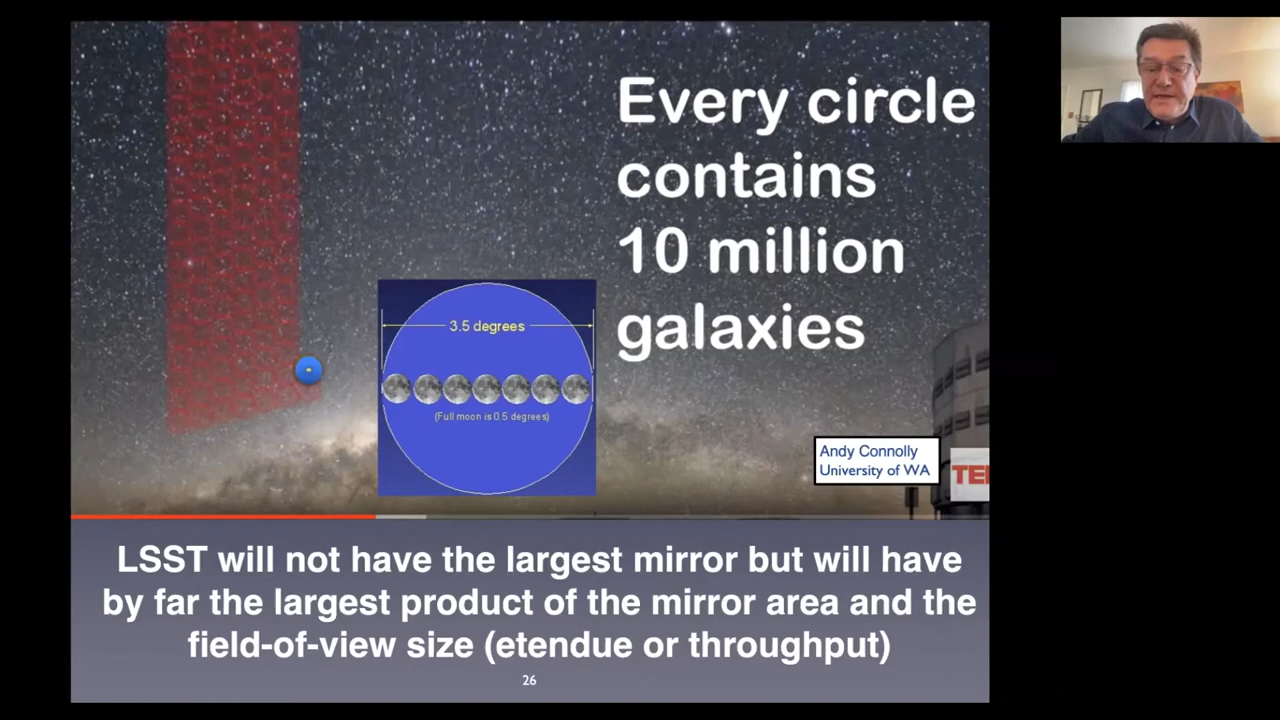 Every circle
contains
10 million
galaxies
3.5 degrees
(Full moon is 0.5 degrees)
Andy Connolly
University of WA
LSST will not have the largest mirror but will have
by far the largest product of the mirror area and the
field-of-view size (etendue or throughput)
26